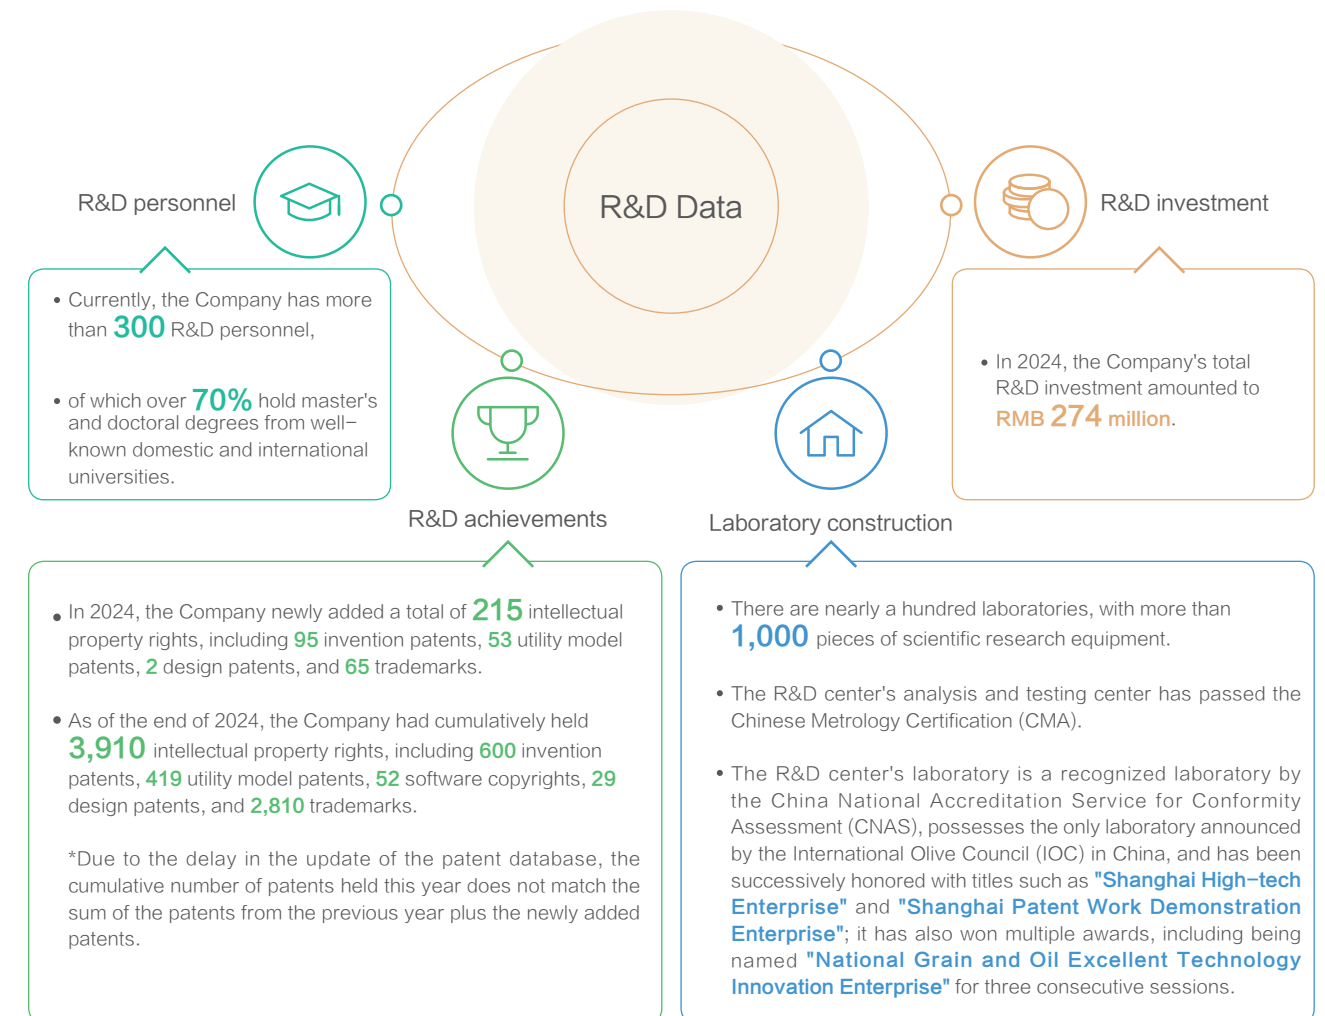 R&D Data
R&D personnel
• Currently, the Company has more
than 300 R&D personnel,
• of which over 70% hold master's
and doctoral degrees from well-
known domestic and international
universities.
R&D investment
• In 2024, the Company's total
R&D investment amounted to
RMB 274 million.
R&D achievements
• In 2024, the Company newly added a total of 215 intellectual
property rights, including 95 invention patents, 53 utility model
patents, 2 design patents, and 65 trademarks.
• As of the end of 2024, the Company had cumulatively held
3,910 intellectual property rights, including 600 invention
patents, 419 utility model patents, 52 software copyrights, 29
design patents, and 2,810 trademarks.
*Due to the delay in the update of the patent database, the
cumulative number of patents held this year does not match the
sum of the patents from the previous year plus the newly added
patents.
Laboratory construction
• There are nearly a hundred laboratories, with more than
1,000 pieces of scientific research equipment.
• The R&D center's analysis and testing center has passed the
Chinese Metrology Certification (CMA).
• The R&D center's laboratory is a recognized laboratory by
the China National Accreditation Service for Conformity
Assessment (CNAS), possesses the only laboratory announced
by the International Olive Council (IOC) in China, and has been
successively honored with titles such as "Shanghai High-tech
Enterprise" and "Shanghai Patent Work Demonstration
Enterprise"; it has also won multiple awards, including being
named "National Grain and Oil Excellent Technology
Innovation Enterprise" for three consecutive sessions.